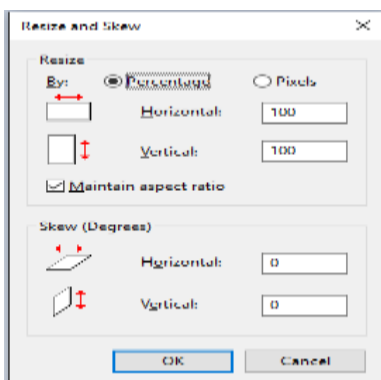 Resize and Skew
Resize
By: Percentage Pixels
Horizontal: 100
Vertical: 100
Maintain aspect ratio
Skew (Degrees)
Horizontal: 0
Vertical: 0
OK Cancel